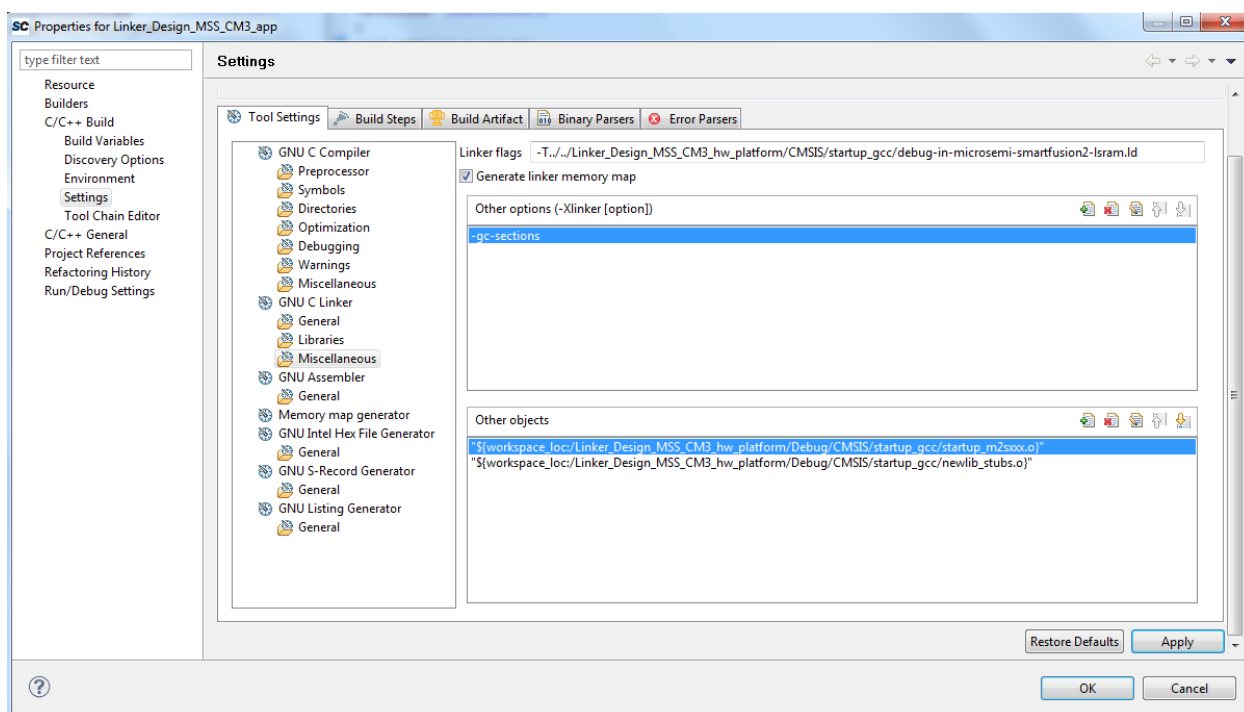 SC Properties for Linker_Design_MSS_CM3_app
type filter text
Resource
Builders
C/C++ Build
Build Variables
Discovery Options
Environment
Settings
Tool Chain Editor
C/C++ General
Project References
Refactoring History
Run/Debug Settings
Settings
Tool Settings Build Steps Build Artifact Binary Parsers Error Parsers
GNU C Compiler
Preprocessor
Symbols
Directories
Optimization
Debugging
Warnings
Miscellaneous
GNU C Linker
General
Libraries
Miscellaneous
GNU Assembler
General
Memory map generator
GNU Intel Hex File Generator
General
GNU S-Record Generator
General
GNU Listing Generator
General
Linker flags -T../../Linker_Design_MSS_CM3_hw_platform/CMSIS/startup_gcc/debug-in-microsemi-smartfusion2-lsram.ld
Generate linker memory map
Other options (-Xlinker [option])
-gc-sections
Other objects
"${workspace_loc:/Linker_Design_MSS_CM3_hw_platform/Debug/CMSIS/startup_gcc/startup_m2sxxx.o}"
"${workspace_loc:/Linker_Design_MSS_CM3_hw_platform/Debug/CMSIS/startup_gcc/newlib_stubs.o}"
Restore Defaults Apply
OK Cancel